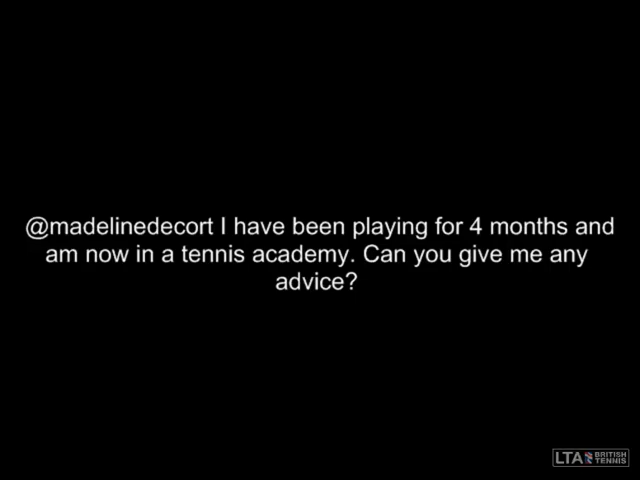 @madelinedecort I have been playing for 4 months and
am now in a tennis academy. Can you give me any
advice?
LTA BRITISH
TENNIS